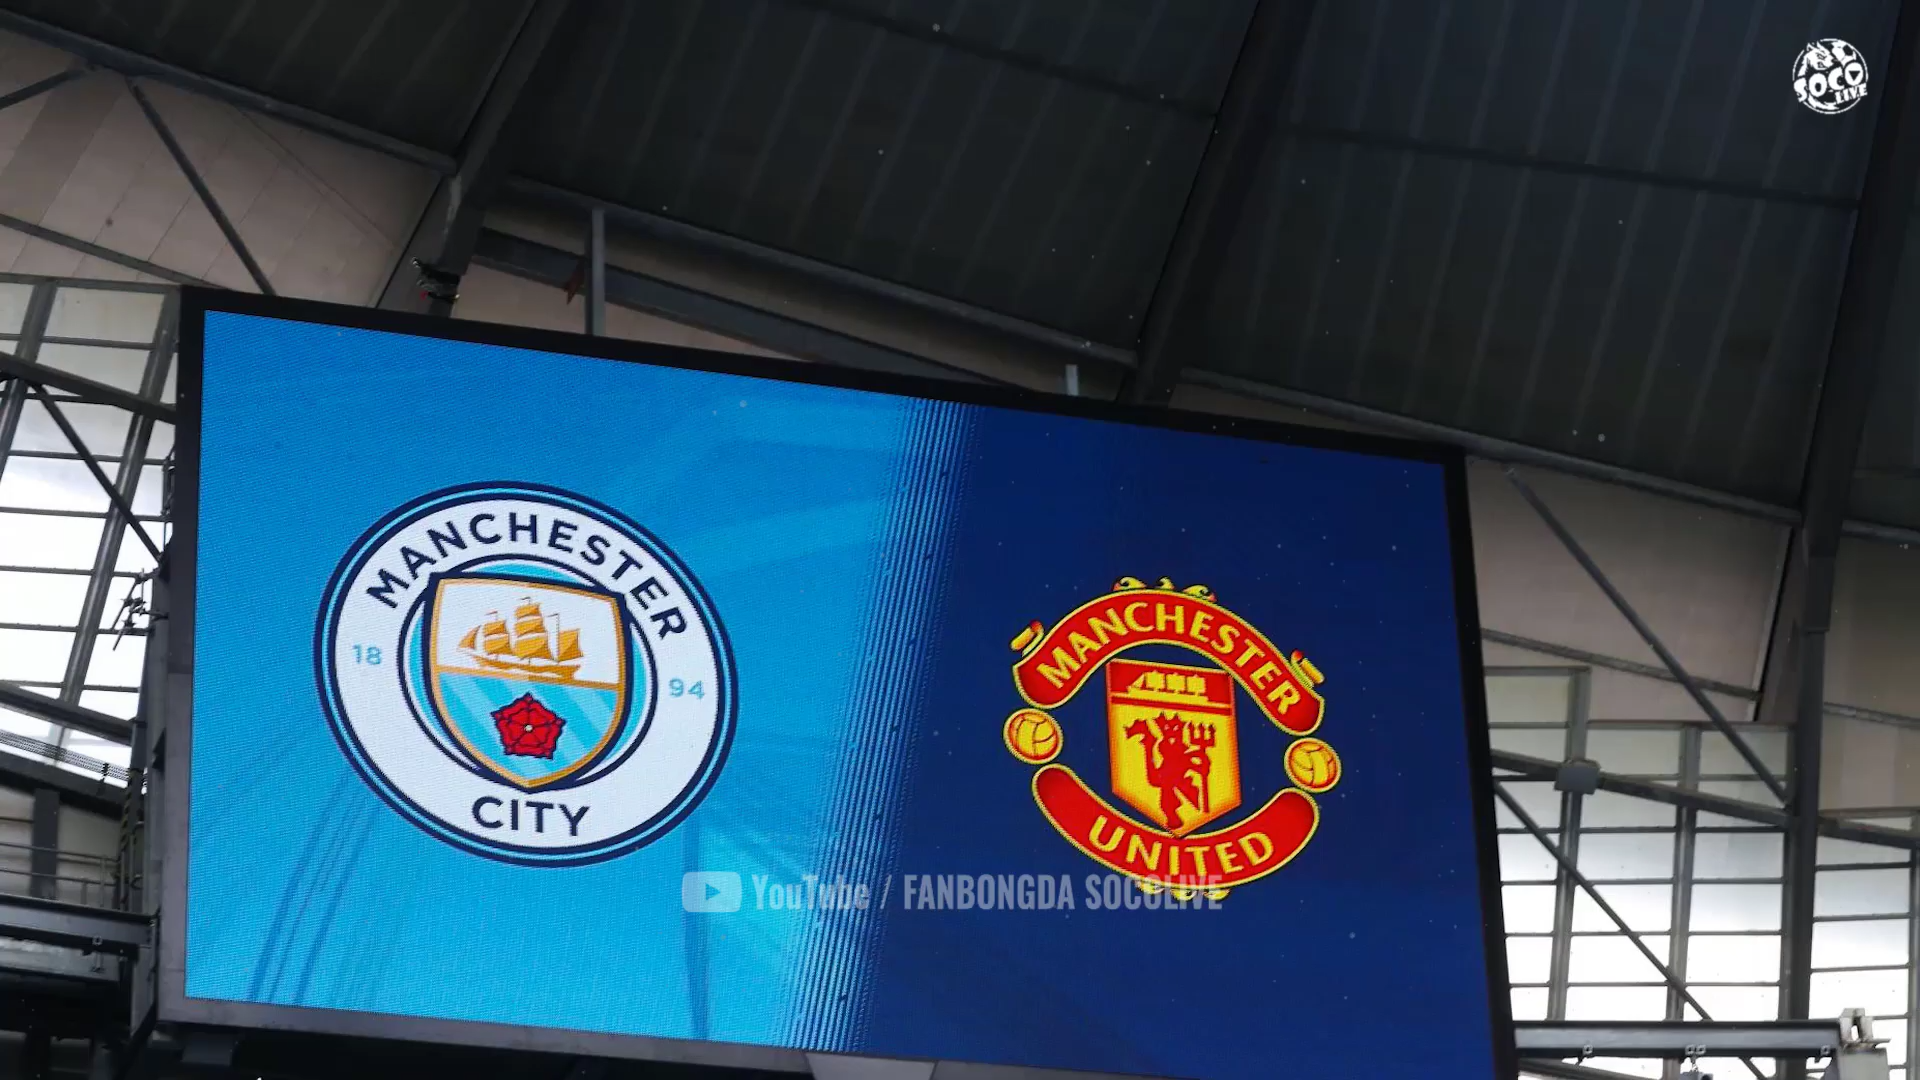 SOCO
LIVE
MANCHESTER
18 94
CITY
MANCHESTER
UNITED
YouTube / FANBONGDA SOCOLIVE